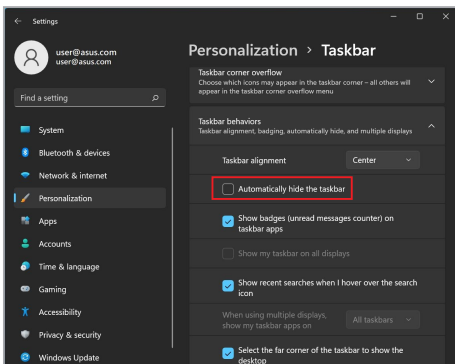 Settings
user@asus.com
user@asus.com
Find a setting
System
Bluetooth & devices
Network & internet
Personalization
Apps
Accounts
Time & language
Gaming
Accessibility
Privacy & security
Windows Update
Personalization > Taskbar
Taskbar corner overflow
Choose which icons may appear in the taskbar corner – all others will
appear in the taskbar corner overflow menu
Taskbar behaviors
Taskbar alignment, badging, automatically hide, and multiple displays
Taskbar alignment
Center
Automatically hide the taskbar
Show badges (unread messages counter) on
taskbar apps
Show my taskbar on all displays
Show recent searches when I hover over the search
icon
When using multiple displays,
show my taskbar apps on
All taskbars
Select the far corner of the taskbar to show the
desktop